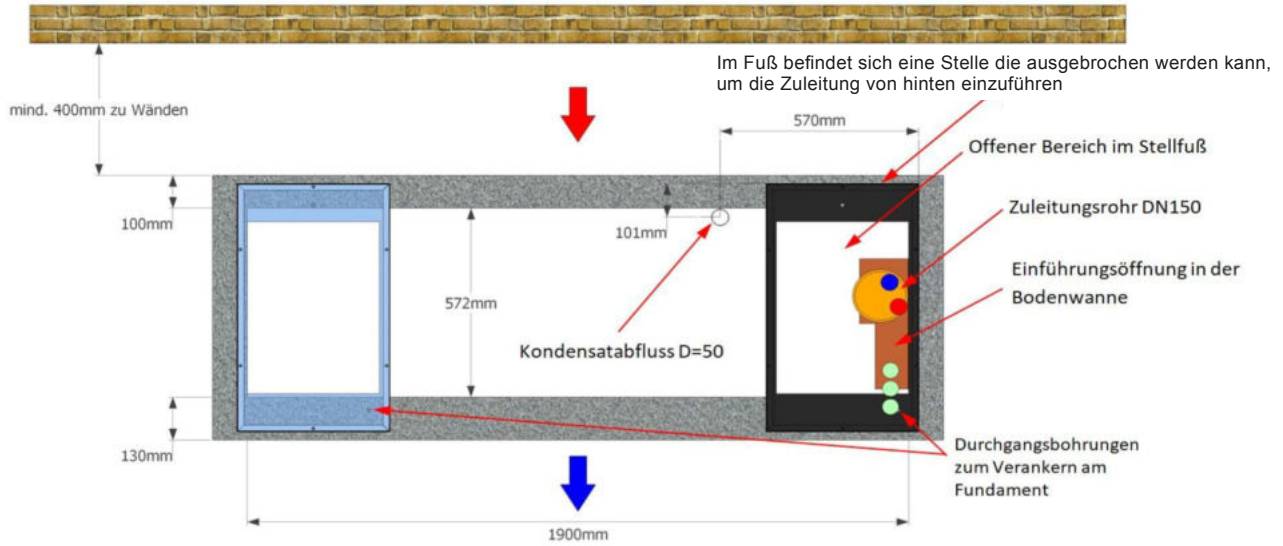 Im Fuß befindet sich eine Stelle die ausgebrochen werden kann,
um die Zuleitung von hinten einzuführen
mind. 400mm zu Wänden
570mm
Offener Bereich im Stellfuß
100mm
101mm
Zuleitungsrohr DN150
Einführungsöffnung in der
Bodenwanne
572mm
Kondensatabfluss D=50
130mm
Durchgangsbohrungen
zum Verankern am
Fundament
1900mm